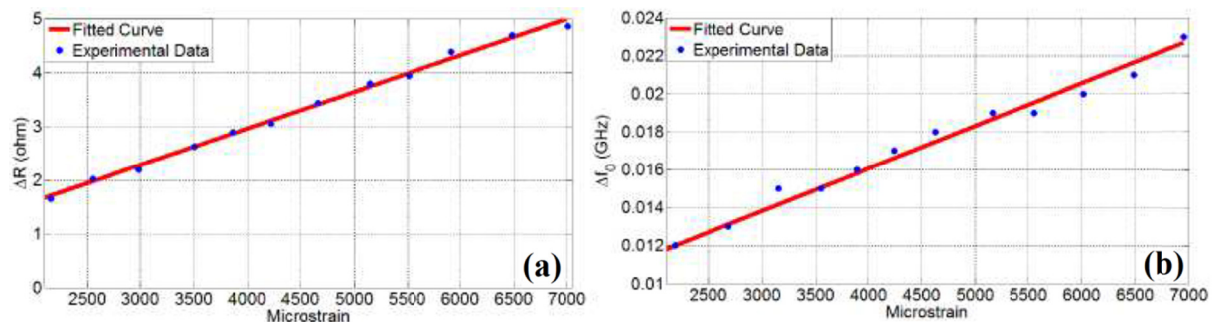 5
Fitted Curve
Experimental Data
4
3
2
1
0
ΔR (ohm)
2500 3000 3500 4000 4500 5000 5500 6000 6500 7000
Microstrain
(a)
0.024
Fitted Curve
Experimental Data
0.022
0.02
0.018
0.016
0.014
0.012
0.01
Δf₀ (GHz)
2500 3000 3500 4000 4500 5000 5500 6000 6500 7000
Microstrain
(b)